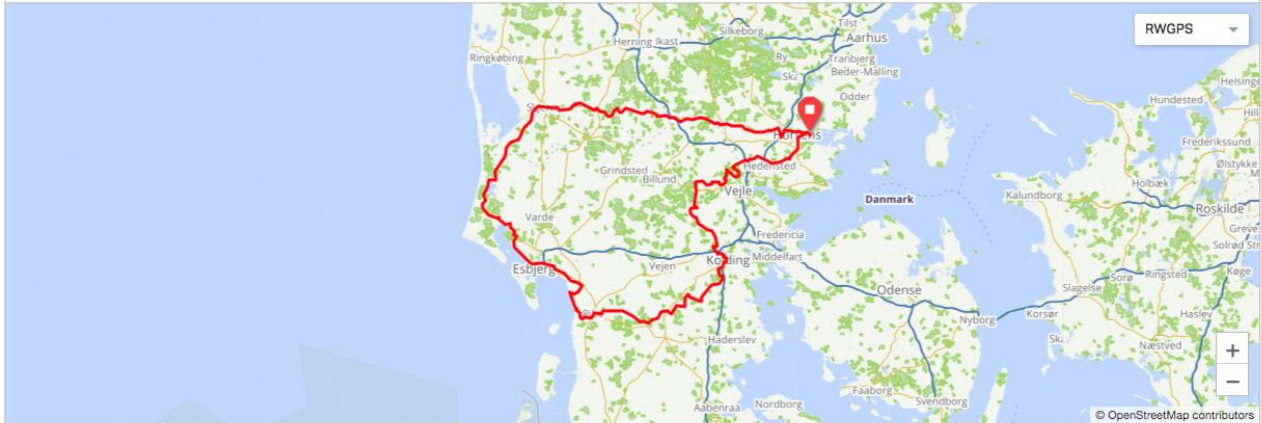 RWGPS
Silkeborg
Tilst
Aarhus
Herning Ikast
Ringkøbing
Ry
Tranbjerg
Beder-Malling
Odder
Helsinge
Hundested
Frederikssund
Ølstykke
Hedensted
Grindsted
Billund
Vejle
Holbæk
Kalundborg
Roskilde
Danmark
Varde
Greve
Fredericia
Solrød Str
Esbjerg
Vejen
Kolding
Middelfart
Sorø
Ringsted
Køge
Odense
Slagelse
Nyborg
Korsør
Haslev
Haderslev
Næstved
+
Faaborg
−
Aabenraa
Nordborg
Svendborg
© OpenStreetMap contributors